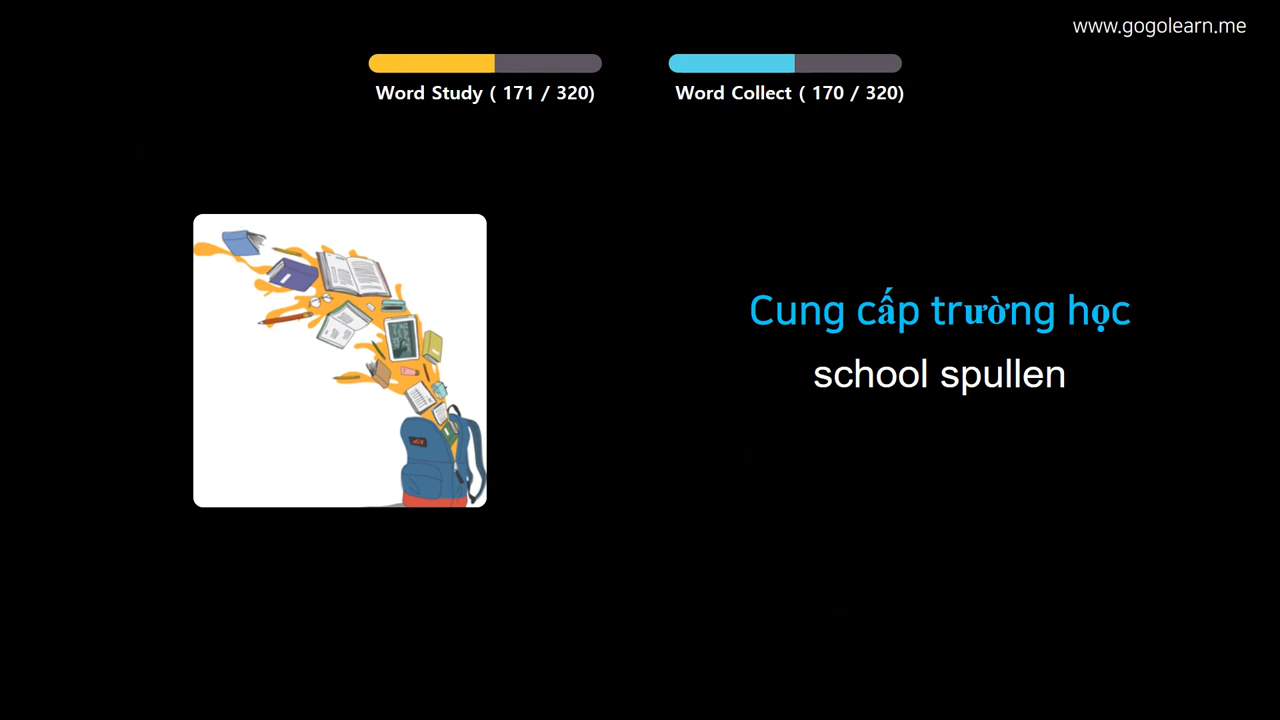 www.gogolearn.me
Word Study ( 171 / 320)
Word Collect ( 170 / 320)
Cung cấp trường học
school spullen